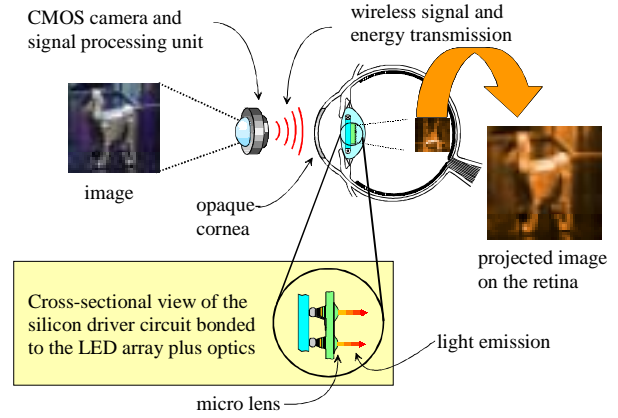 CMOS camera and
signal processing unit
wireless signal and
energy transmission
image
opaque
cornea
projected image
on the retina
Cross-sectional view of the
silicon driver circuit bonded
to the LED array plus optics
light emission
micro lens